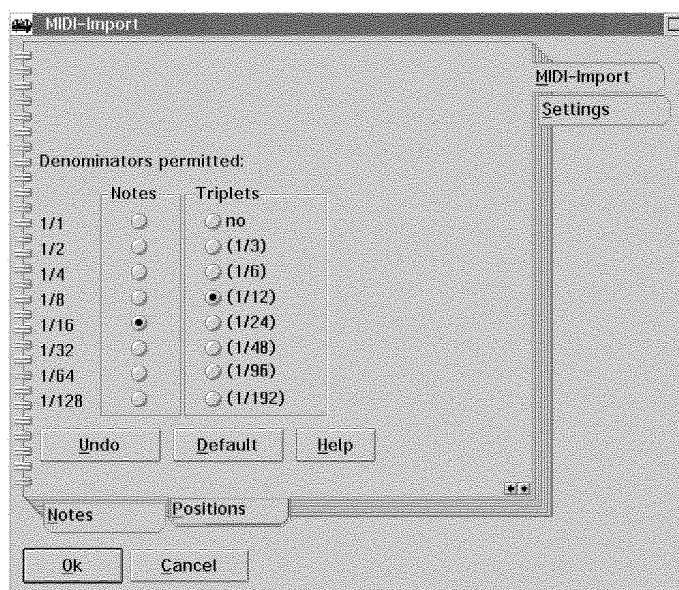 MIDI-Import
MIDI-Import
Settings
Denominators permitted:
Notes Triplets
1/1 no
1/2 (1/3)
1/4 (1/6)
1/8 (1/12)
1/16 (1/24)
1/32 (1/48)
1/64 (1/96)
1/128 (1/192)
Undo Default Help
Notes Positions
Ok Cancel